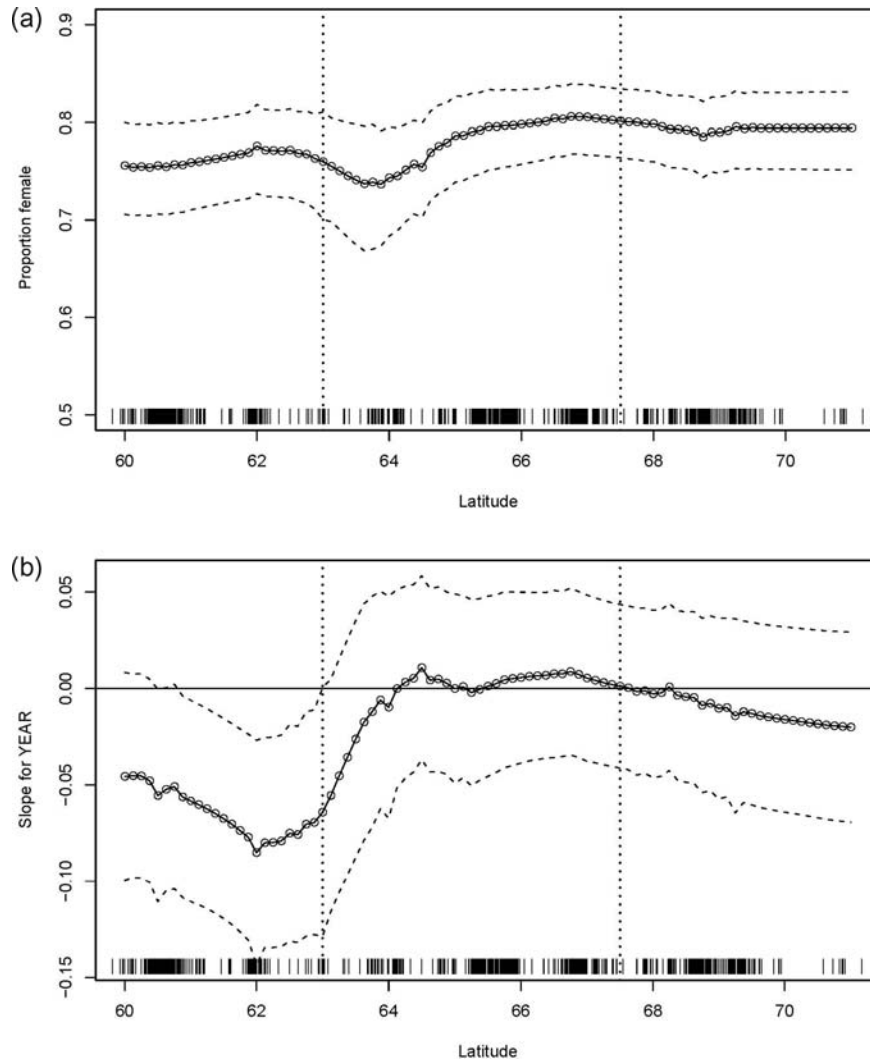 (a)
0.9
0.8
0.7
0.6
0.5
Proportion female
60 62 64 66 68 70
Latitude
(b)
0.05
0.00
−0.05
−0.10
−0.15
Slope for YEAR
60 62 64 66 68 70
Latitude